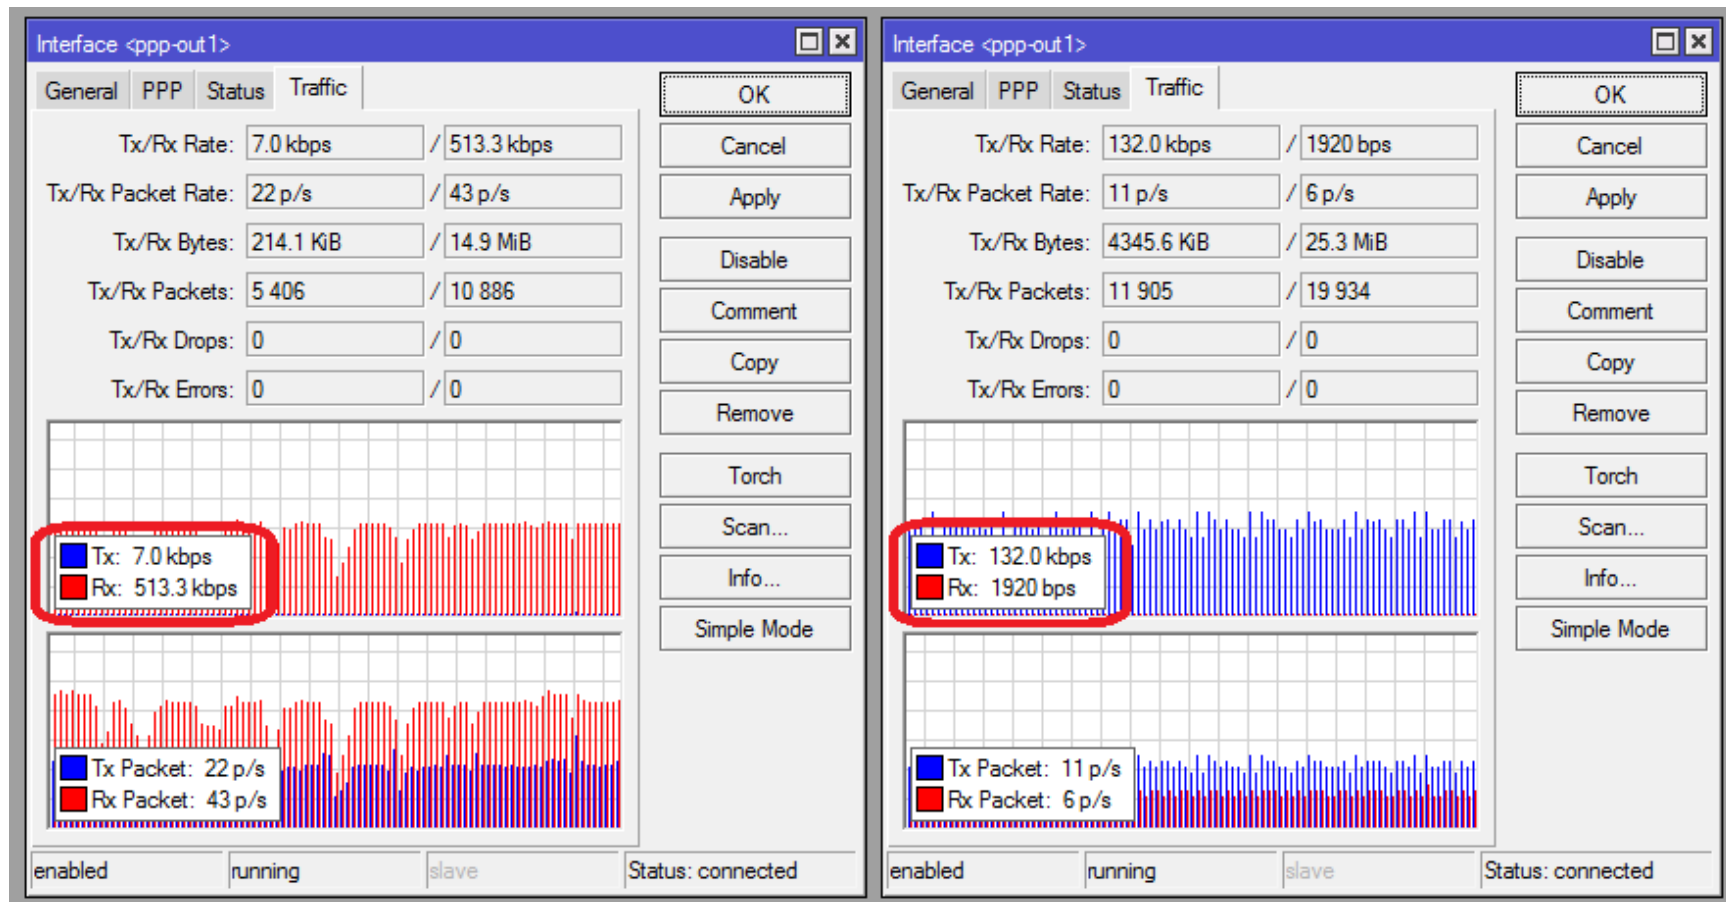 Interface <ppp-out1>
General PPP Status Traffic
Tx/Rx Rate: 7.0 kbps / 513.3 kbps
Tx/Rx Packet Rate: 22 p/s / 43 p/s
Tx/Rx Bytes: 214.1 KiB / 14.9 MiB
Tx/Rx Packets: 5 406 / 10 886
Tx/Rx Drops: 0 / 0
Tx/Rx Errors: 0 / 0
Tx: 7.0 kbps
Rx: 513.3 kbps
Tx Packet: 22 p/s
Rx Packet: 43 p/s
OK
Cancel
Apply
Disable
Comment
Copy
Remove
Torch
Scan...
Info...
Simple Mode
enabled running slave Status: connected
Interface <ppp-out1>
General PPP Status Traffic
Tx/Rx Rate: 132.0 kbps / 1920 bps
Tx/Rx Packet Rate: 11 p/s / 6 p/s
Tx/Rx Bytes: 4345.6 KiB / 25.3 MiB
Tx/Rx Packets: 11 905 / 19 934
Tx/Rx Drops: 0 / 0
Tx/Rx Errors: 0 / 0
Tx: 132.0 kbps
Rx: 1920 bps
Tx Packet: 11 p/s
Rx Packet: 6 p/s
OK
Cancel
Apply
Disable
Comment
Copy
Remove
Torch
Scan...
Info...
Simple Mode
enabled running slave Status: connected